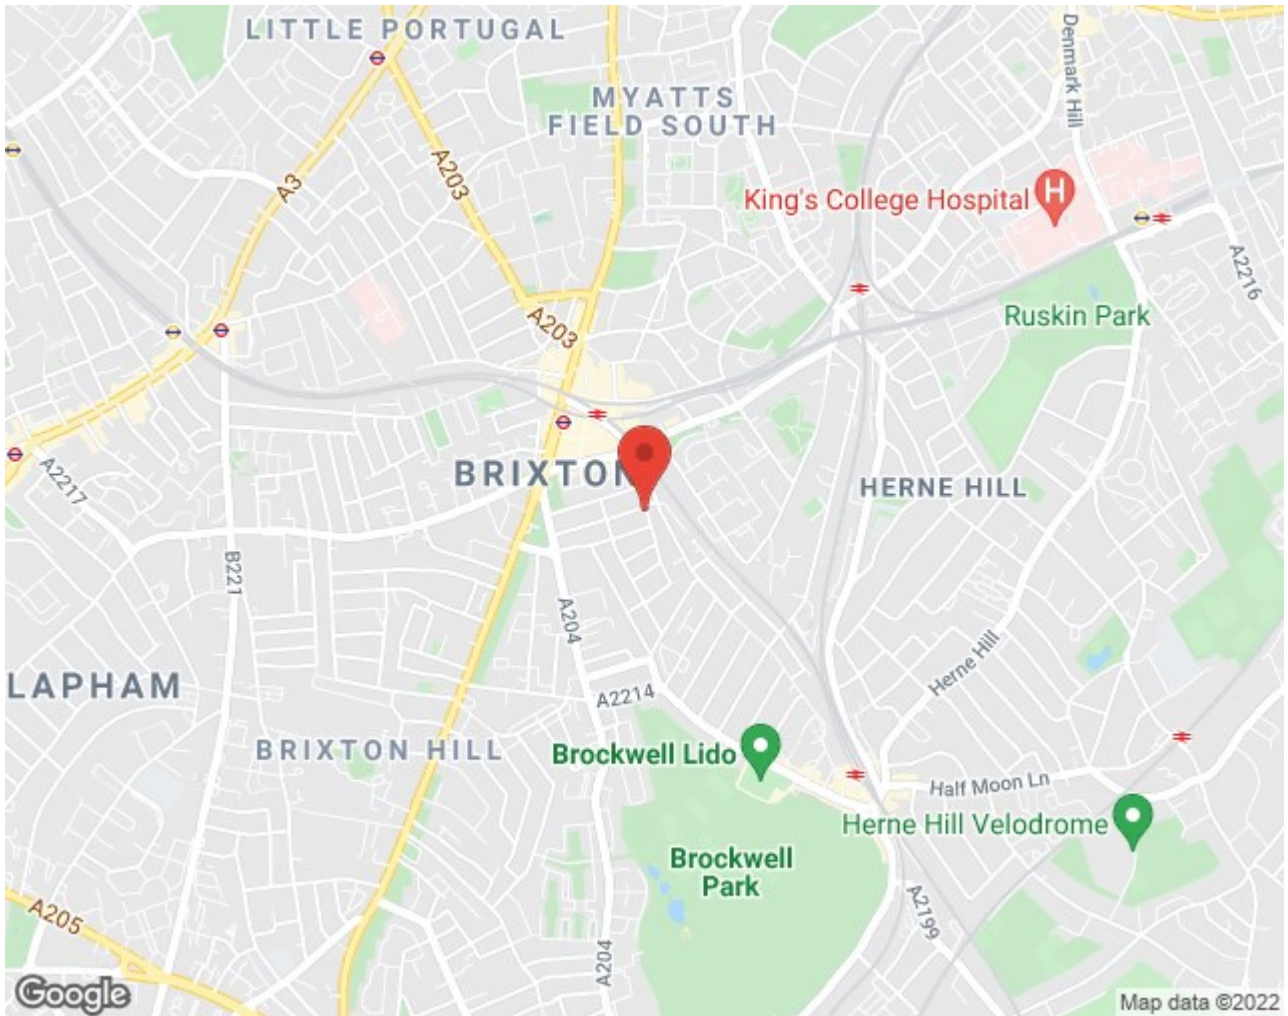 LITTLE PORTUGAL
Denmark Hill
MYATTS
FIELD SOUTH
A203
A3
King's College Hospital
H
A2216
Ruskin Park
A203
A2217
BRIXTON
HERNE HILL
B221
A204
Herne Hill
LAPHAM
A2214
BRIXTON HILL
Brockwell Lido
Half Moon Ln
Herne Hill Velodrome
Brockwell
Park
A205
A2199
A204
Google
Map data ©2022